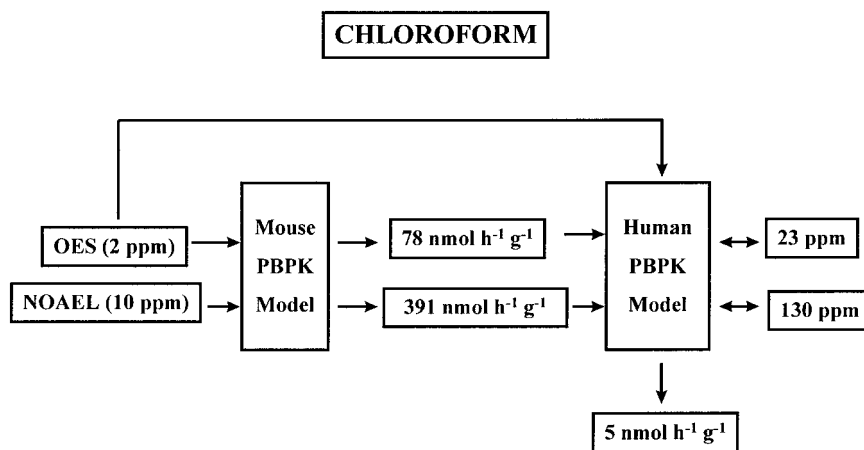 CHLOROFORM
OES (2 ppm)
NOAEL (10 ppm)
Mouse
PBPK
Model
78 nmol h⁻¹ g⁻¹
391 nmol h⁻¹ g⁻¹
Human
PBPK
Model
23 ppm
130 ppm
5 nmol h⁻¹ g⁻¹